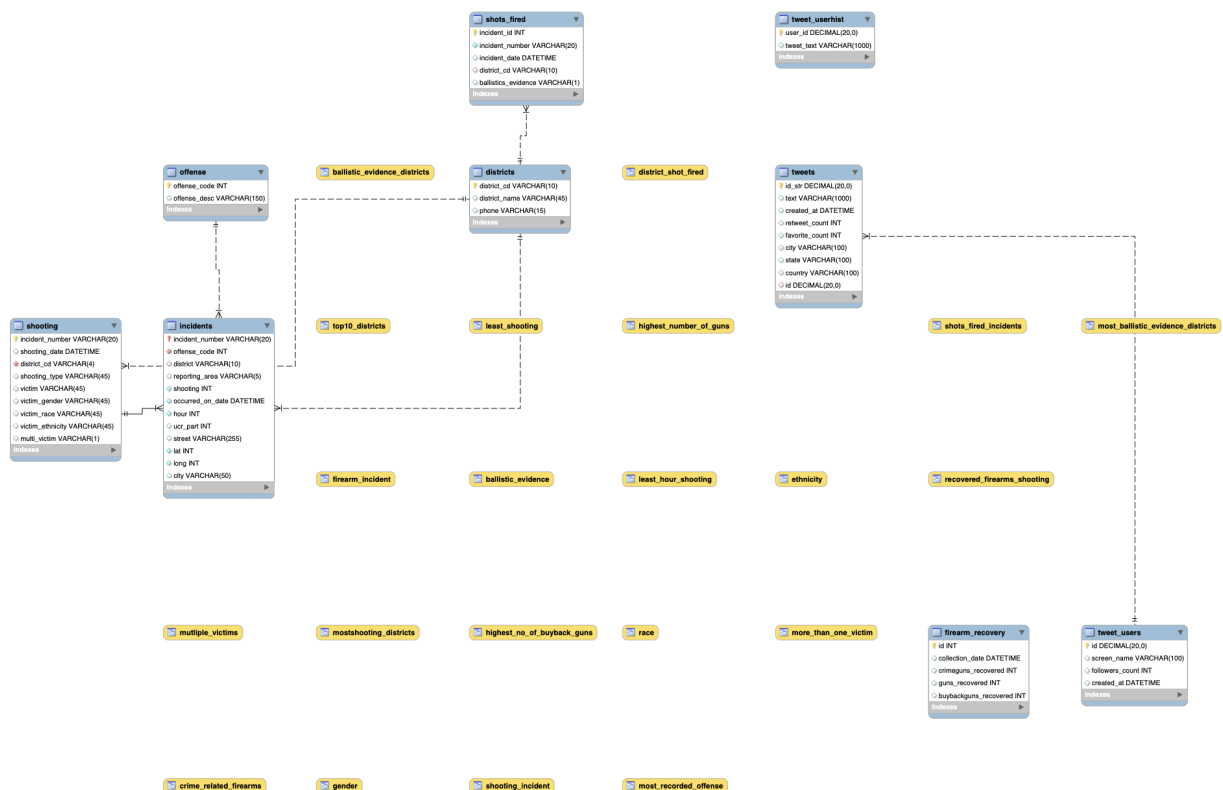 shots_fired
incident_id INT
incident_number VARCHAR(20)
incident_date DATETIME
district_cd VARCHAR(10)
ballistics_evidence VARCHAR(1)
Indexes
tweet_userhist
user_id DECIMAL(20,0)
tweet_text VARCHAR(1000)
Indexes
offense
offense_code INT
offense_desc VARCHAR(150)
Indexes
ballistic_evidence_districts
districts
district_cd VARCHAR(10)
district_name VARCHAR(45)
phone VARCHAR(15)
Indexes
district_shot_fired
tweets
id_str DECIMAL(20,0)
text VARCHAR(1000)
created_at DATETIME
retweet_count INT
favorite_count INT
city VARCHAR(100)
state VARCHAR(100)
country VARCHAR(100)
id DECIMAL(20,0)
Indexes
shooting
incident_number VARCHAR(20)
shooting_date DATETIME
district_cd VARCHAR(4)
shooting_type VARCHAR(45)
victim VARCHAR(45)
victim_gender VARCHAR(45)
victim_race VARCHAR(45)
victim_ethnicity VARCHAR(45)
multi_victim VARCHAR(1)
Indexes
incidents
incident_number VARCHAR(20)
offense_code INT
district VARCHAR(10)
reporting_area VARCHAR(5)
shooting INT
occurred_on_date DATETIME
hour INT
ucr_part INT
street VARCHAR(255)
lat INT
long INT
city VARCHAR(50)
Indexes
top10_districts
least_shooting
highest_number_of_guns
shots_fired_incidents
most_ballistic_evidence_districts
firearm_incident
ballistic_evidence
least_hour_shooting
ethnicity
recovered_firearms_shooting
mutliple_victims
mostshooting_districts
highest_no_of_buyback_guns
race
more_than_one_victim
firearm_recovery
id INT
collection_date DATETIME
crimeguns_recovered INT
guns_recovered INT
buybackguns_recovered INT
Indexes
tweet_users
id DECIMAL(20,0)
screen_name VARCHAR(100)
followers_count INT
created_at DATETIME
Indexes
crime_related_firearms
gender
shooting_incident
most_recorded_offense